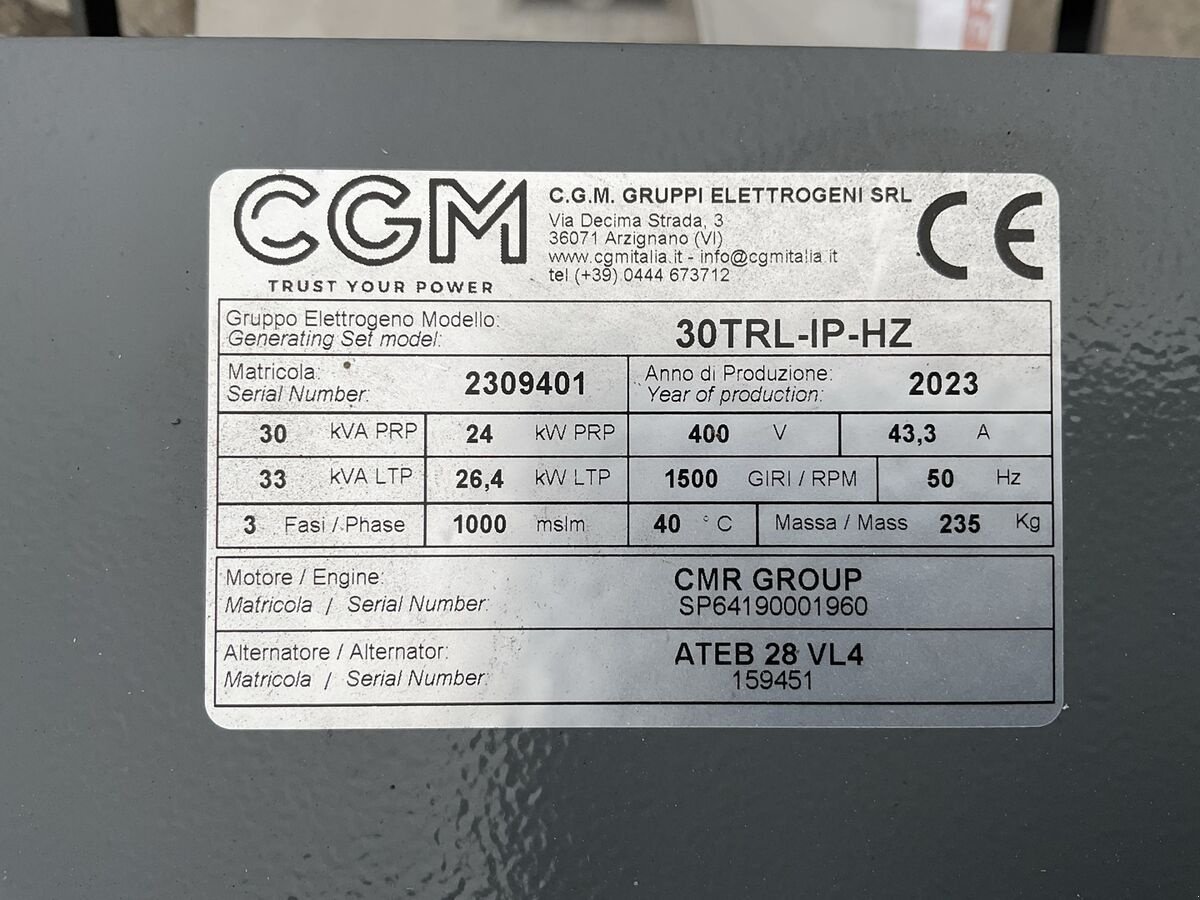 CGM
TRUST YOUR POWER
C.G.M. GRUPPI ELETTROGENI SRL
Via Decima Strada, 3
36071 Arzignano (VI)
www.cgmitalia.it - info@cgmitalia.it
tel (+39) 0444 673712
CE
Gruppo Elettrogeno Modello:
Generating Set model:
30TRL-IP-HZ
Matricola:
Serial Number:
2309401
Anno di Produzione:
Year of production:
2023
30 kVA PRP 24 kW PRP 400 V 43,3 A
33 kVA LTP 26,4 kW LTP 1500 GIRI / RPM 50 Hz
3 Fasi / Phase 1000 mslm 40 ° C Massa / Mass 235 Kg
Motore / Engine: CMR GROUP
Matricola / Serial Number: SP64190001960
Alternatore / Alternator: ATEB 28 VL4
Matricola / Serial Number: 159451